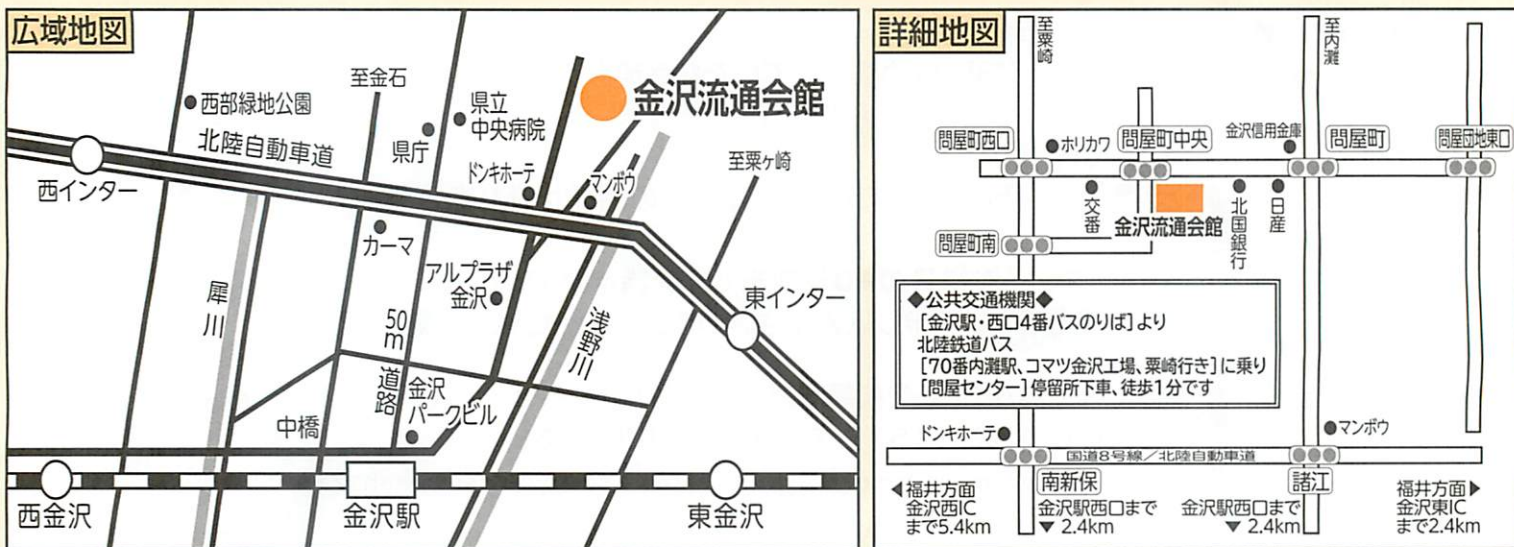 広域地図
西部緑地公園
至金石
県立
中央病院
金沢流通会館
県庁
北陸自動車道
ドンキホーテ
マンボウ
至粟ヶ崎
西インター
カーマ
アルプラザ
金沢
東インター
犀川
50m道路
浅野川
金沢
パークビル
中橋
西金沢
金沢駅
東金沢
詳細地図
至粟崎
至内灘
問屋町西口
ホリカワ
問屋町中央
金沢信用金庫
問屋町
問屋団地東口
交番
金沢流通会館
北国銀行
日産
問屋町南
◆公共交通機関◆
[金沢駅・西口4番バスのりば]より
北陸鉄道バス
[70番内灘駅、コマツ金沢工場、粟崎行き]に乗り
[問屋センター]停留所下車、徒歩1分です
ドンキホーテ
マンボウ
国道8号線/北陸自動車道
南新保
諸江
◀福井方面
金沢西IC
まで5.4km
金沢駅西口まで
▼2.4km
金沢駅西口まで
▼2.4km
福井方面▶
金沢東IC
まで2.4km